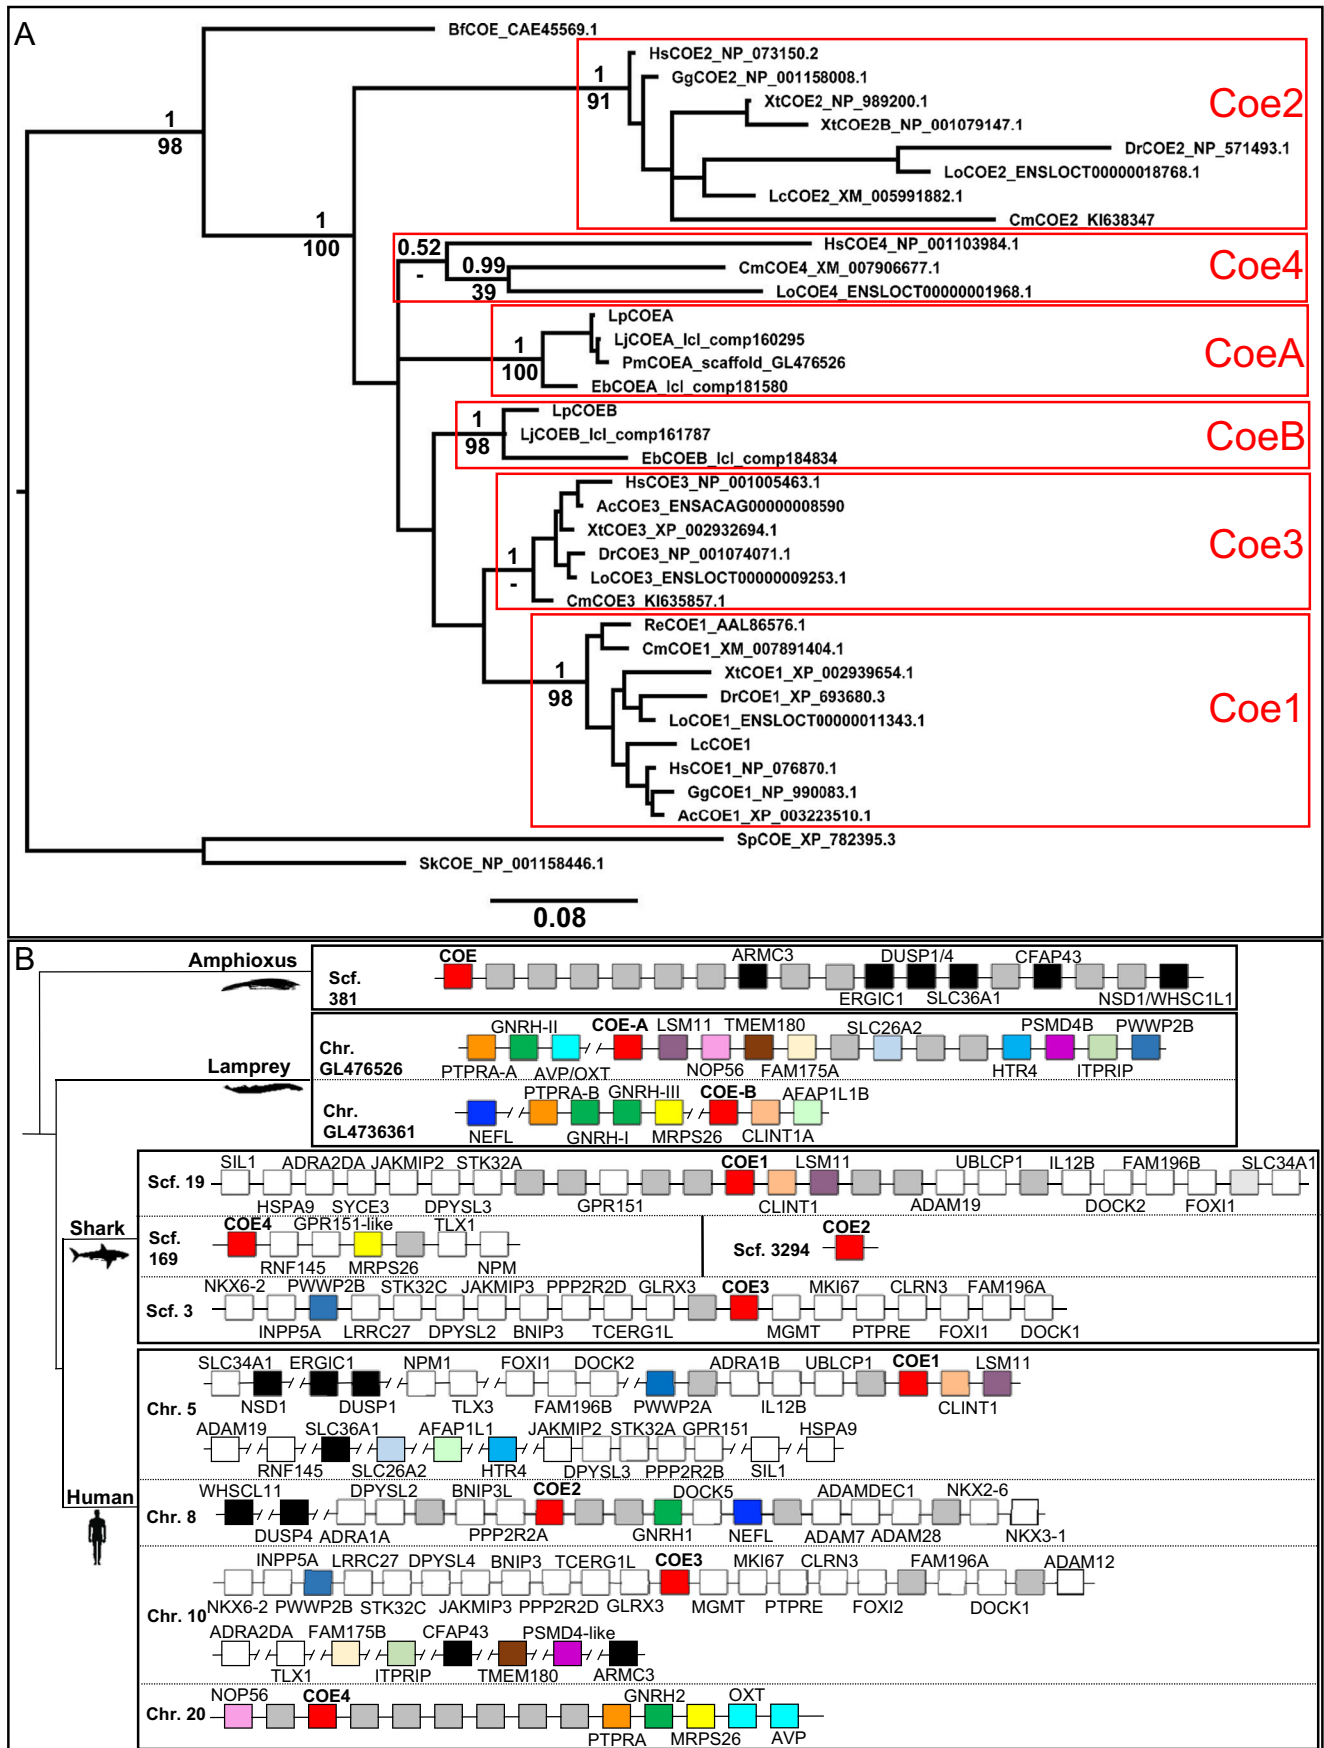 A
BfCOE_CAE45569.1
HsCOE2_NP_073150.2
1
91
GgCOE2_NP_001158008.1
XtCOE2_NP_989200.1
Coe2
XtCOE2B_NP_001079147.1
1
98
DrCOE2_NP_571493.1
LoCOE2_ENSLOCT00000018768.1
LcCOE2_XM_005991882.1
CmCOE2_KI638347
1
100
0.52
-
HsCOE4_NP_001103984.1
0.99
39
CmCOE4_XM_007906677.1
Coe4
LoCOE4_ENSLOCT00000001968.1
LpCOEA
LjCOEA_lcl_comp160295
1
100
PmCOEA_scaffold_GL476526
CoeA
EbCOEA_lcl_comp181580
LpCOEB
1
98
LjCOEB_lcl_comp161787
CoeB
EbCOEB_lcl_comp184834
HsCOE3_NP_001005463.1
AcCOE3_ENSACAG00000008590
XtCOE3_XP_002932694.1
Coe3
1
-
DrCOE3_NP_001074071.1
LoCOE3_ENSLOCT00000009253.1
CmCOE3_KI635857.1
ReCOE1_AAL86576.1
CmCOE1_XM_007891404.1
1
98
XtCOE1_XP_002939654.1
DrCOE1_XP_693680.3
Coe1
LoCOE1_ENSLOCT00000011343.1
LcCOE1
HsCOE1_NP_076870.1
GgCOE1_NP_990083.1
AcCOE1_XP_003223510.1
SpCOE_XP_782395.3
SkCOE_NP_001158446.1
0.08
B
Amphioxus
Scf.
381
COE ARMC3 DUSP1/4 CFAP43
ERGIC1 SLC36A1 NSD1/WHSC1L1
Lamprey
Chr.
GL476526
GNRH-II COE-A LSM11 TMEM180 SLC26A2 PSMD4B PWWP2B
PTPRA-A AVP/OXT NOP56 FAM175A HTR4 ITPRIP
Chr.
GL4736361
PTPRA-B GNRH-III COE-B AFAP1L1B
NEFL GNRH-I MRPS26 CLINT1A
Shark
Scf. 19
SIL1 ADRA2DA JAKMIP2 STK32A COE1 LSM11 UBLCP1 IL12B FAM196B SLC34A1
HSPA9 SYCE3 DPYSL3 GPR151 CLINT1 ADAM19 DOCK2 FOXI1
Scf.
169
COE4 GPR151-like TLX1
RNF145 MRPS26 NPM
Scf. 3294
COE2
Scf. 3
NKX6-2 PWWP2B STK32C JAKMIP3 PPP2R2D GLRX3 COE3 MKI67 CLRN3 FAM196A
INPP5A LRRC27 DPYSL2 BNIP3 TCERG1L MGMT PTPRE FOXI1 DOCK1
Human
Chr. 5
SLC34A1 ERGIC1 NPM1 FOXI1 DOCK2 ADRA1B UBLCP1 COE1 LSM11
NSD1 DUSP1 TLX3 FAM196B PWWP2A IL12B CLINT1
ADAM19 SLC36A1 AFAP1L1 JAKMIP2 STK32A GPR151 HSPA9
RNF145 SLC26A2 HTR4 DPYSL3 PPP2R2B SIL1
Chr. 8
WHSCL11 DPYSL2 BNIP3L COE2 DOCK5 ADAMDEC1 NKX2-6
DUSP4 ADRA1A PPP2R2A GNRH1 NEFL ADAM7 ADAM28 NKX3-1
Chr. 10
INPP5A LRRC27 DPYSL4 BNIP3 TCERG1L COE3 MKI67 CLRN3 FAM196A ADAM12
NKX6-2 PWWP2B STK32C JAKMIP3 PPP2R2D GLRX3 MGMT PTPRE FOXI2 DOCK1
ADRA2DA FAM175B CFAP43 PSMD4-like
TLX1 ITPRIP TMEM180 ARMC3
Chr. 20
NOP56 COE4 GNRH2 OXT
PTPRA MRPS26 AVP